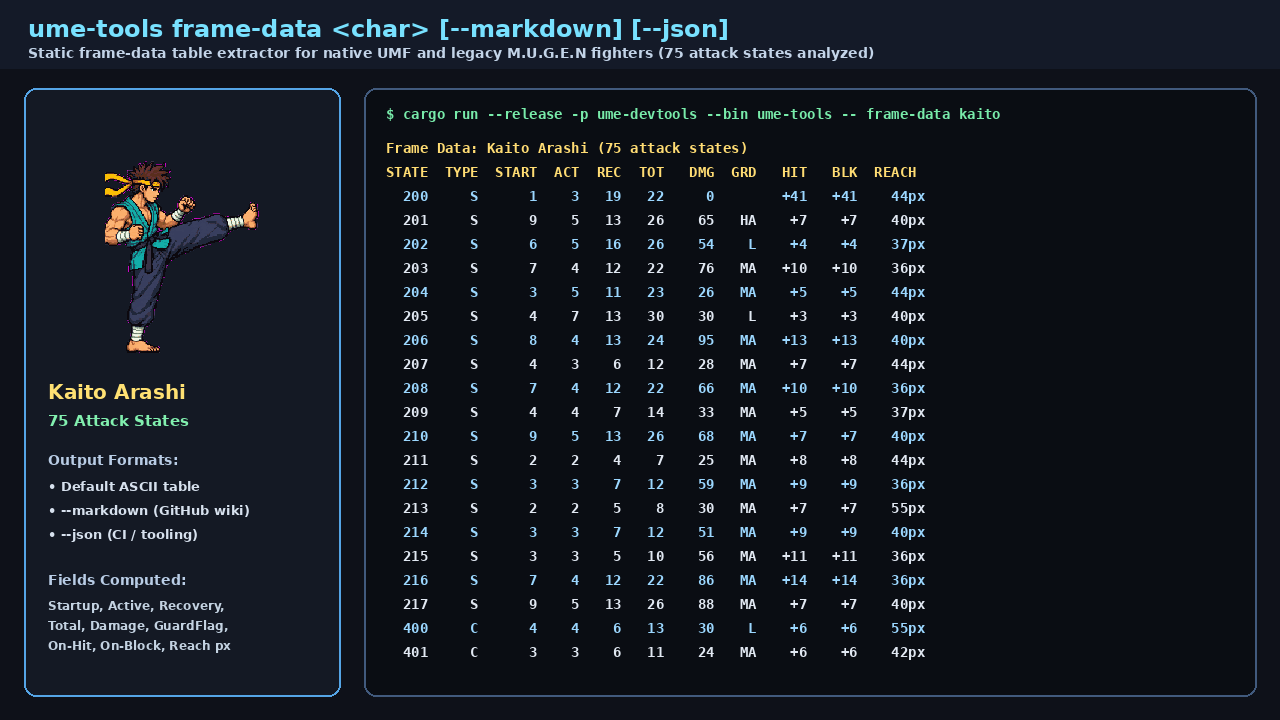 ume-tools frame-data <char> [--markdown] [--json]
Static frame-data table extractor for native UMF and legacy M.U.G.E.N fighters (75 attack states analyzed)
Kaito Arashi
75 Attack States
Output Formats:
• Default ASCII table
• --markdown (GitHub wiki)
• --json (CI / tooling)
Fields Computed:
Startup, Active, Recovery,
Total, Damage, GuardFlag,
On-Hit, On-Block, Reach px
$ cargo run --release -p ume-devtools --bin ume-tools -- frame-data kaito
Frame Data: Kaito Arashi (75 attack states)
STATE TYPE START ACT REC TOT DMG GRD HIT BLK REACH
200 S 1 3 19 22 0 +41 +41 44px
201 S 9 5 13 26 65 HA +7 +7 40px
202 S 6 5 16 26 54 L +4 +4 37px
203 S 7 4 12 22 76 MA +10 +10 36px
204 S 3 5 11 23 26 MA +5 +5 44px
205 S 4 7 13 30 30 L +3 +3 40px
206 S 8 4 13 24 95 MA +13 +13 40px
207 S 4 3 6 12 28 MA +7 +7 44px
208 S 7 4 12 22 66 MA +10 +10 36px
209 S 4 4 7 14 33 MA +5 +5 37px
210 S 9 5 13 26 68 MA +7 +7 40px
211 S 2 2 4 7 25 MA +8 +8 44px
212 S 3 3 7 12 59 MA +9 +9 36px
213 S 2 2 5 8 30 MA +7 +7 55px
214 S 3 3 7 12 51 MA +9 +9 40px
215 S 3 3 5 10 56 MA +11 +11 36px
216 S 7 4 12 22 86 MA +14 +14 36px
217 S 9 5 13 26 88 MA +7 +7 40px
400 C 4 4 6 13 30 L +6 +6 55px
401 C 3 3 6 11 24 MA +6 +6 42px